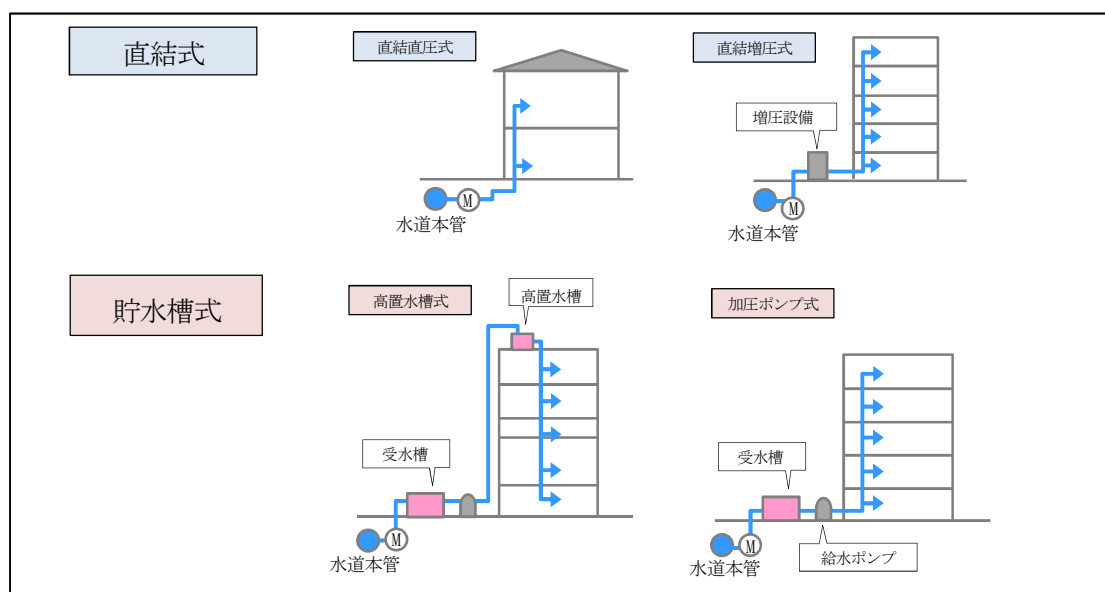 直結式
直結直圧式
直結増圧式
増圧設備
M
水道本管
M
水道本管
貯水槽式
高置水槽式
高置水槽
加圧ポンプ式
受水槽
受水槽
M
水道本管
M
水道本管
給水ポンプ